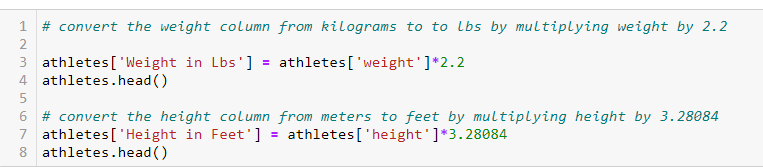 1 # convert the weight column from kilograms to to lbs by multiplying weight by 2.2
2
3 athletes['Weight in Lbs'] = athletes['weight']*2.2
4 athletes.head()
5
6 # convert the height column from meters to feet by multiplying height by 3.28084
7 athletes['Height in Feet'] = athletes['height']*3.28084
8 athletes.head()